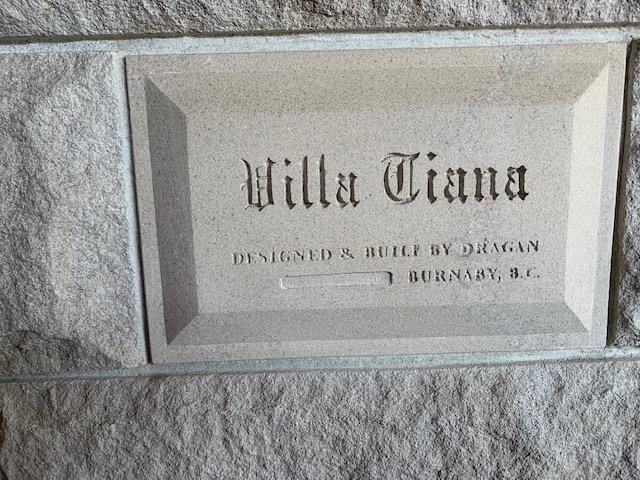 Villa Tiana
DESIGNED & BUILT BY DRAGAN
BURNABY, B.C.